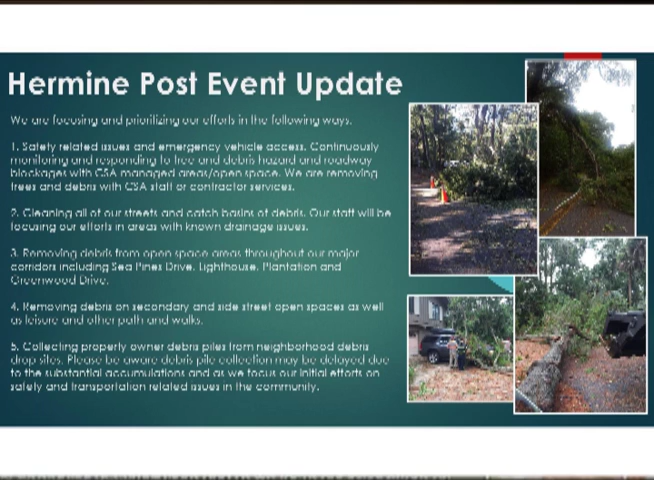 Hermine Post Event Update
We are focusing and prioritizing our efforts in the following ways.
1. Safety related issues and emergency vehicle access. Continuously
monitoring and responding to tree and debris hazard and roadway
blockages with CSA managed areas/open space. We are removing
trees and debris with CSA staff or contractor services.
2. Cleaning all of our streets and catch basins of debris. Our staff will be
focusing our efforts in areas with known drainage issues.
3. Removing debris from open space areas throughout our major
corridors including Sea Pines Drive, Lighthouse, Plantation and
Greenwood Drive.
4. Removing debris on secondary and side street open spaces as well
as leisure and other path and walks.
5. Collecting property owner debris piles from neighborhood debris
drop sites. Please be aware debris pile collection may be delayed due
to the substantial accumulations and as we focus our initial efforts on
safety and transportation related issues in the community.